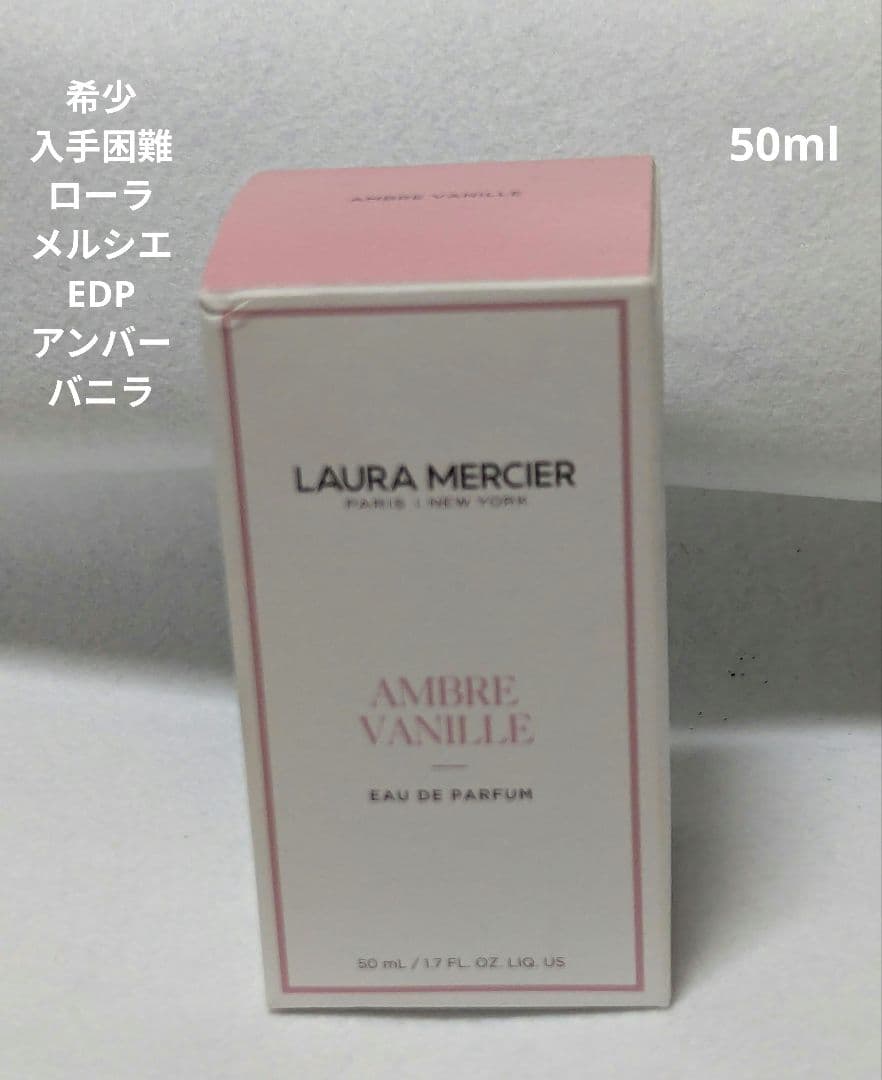 希少
入手困難
ローラ
メルシエ
EDP
アンバー
バニラ
50ml
AMBRE VANILLE
LAURA MERCIER
PARIS | NEW YORK
AMBRE
VANILLE
EAU DE PARFUM
50 mL / 1.7 FL. OZ. LIQ. US